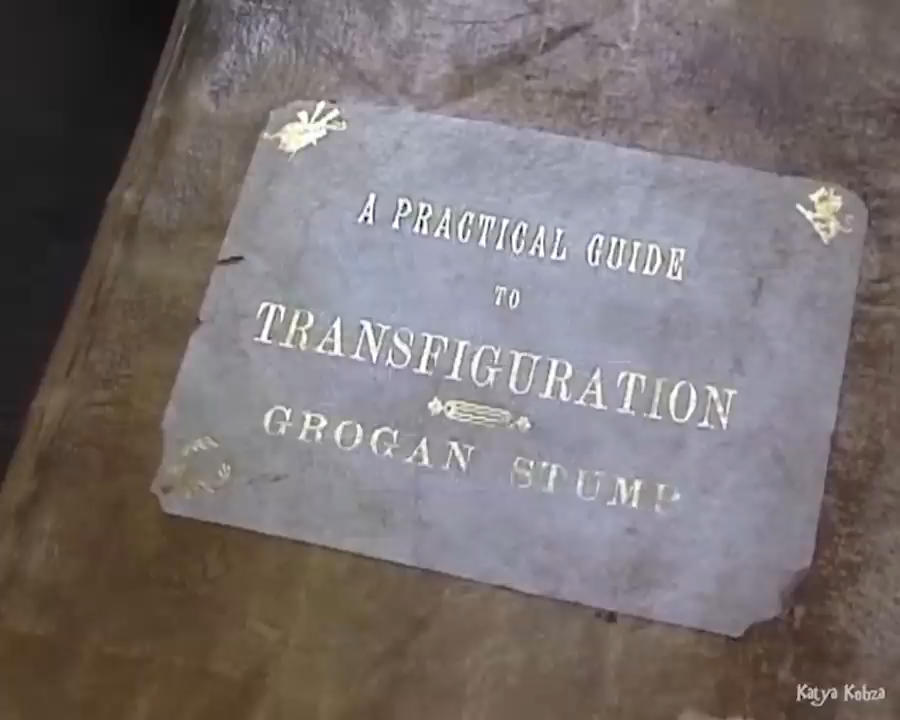 A PRACTICAL GUIDE
TO
TRANSFIGURATION
GROGAN STUMP
Katya Kobza